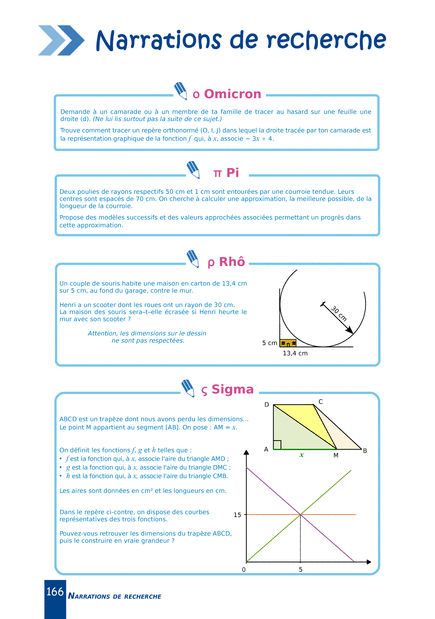 Narrations de recherche
ο Omicron
Demande à un camarade ou à un membre de ta famille de tracer au hasard sur une feuille une
droite (d). (Ne lui lis surtout pas la suite de ce sujet.)
Trouve comment tracer un repère orthonormé (O, I, J) dans lequel la droite tracée par ton camarade est
la représentation graphique de la fonction f qui, à x, associe − 3x + 4.
π Pi
Deux poulies de rayons respectifs 50 cm et 1 cm sont entourées par une courroie tendue. Leurs
centres sont espacés de 70 cm. On cherche à calculer une approximation, la meilleure possible, de la
longueur de la courroie.
Propose des modèles successifs et des valeurs approchées associées permettant un progrès dans
cette approximation.
ρ Rhô
Un couple de souris habite une maison en carton de 13,4 cm
sur 5 cm, au fond du garage, contre le mur.
Henri a un scooter dont les roues ont un rayon de 30 cm.
La maison des souris sera-t-elle écrasée si Henri heurte le
mur avec son scooter ?
Attention, les dimensions sur le dessin
ne sont pas respectées.
30 cm
5 cm
13,4 cm
ς Sigma
ABCD est un trapèze dont nous avons perdu les dimensions...
Le point M appartient au segment [AB]. On pose : AM = x.
On définit les fonctions f, g et h telles que :
• f est la fonction qui, à x, associe l'aire du triangle AMD ;
• g est la fonction qui, à x, associe l'aire du triangle DMC ;
• h est la fonction qui, à x, associe l'aire du triangle CMB.
Les aires sont données en cm² et les longueurs en cm.
Dans le repère ci-contre, on dispose des courbes
représentatives des trois fonctions.
Pouvez-vous retrouver les dimensions du trapèze ABCD,
puis le construire en vraie grandeur ?
D
C
A
x
M
B
15
0
5
166 Narrations de recherche